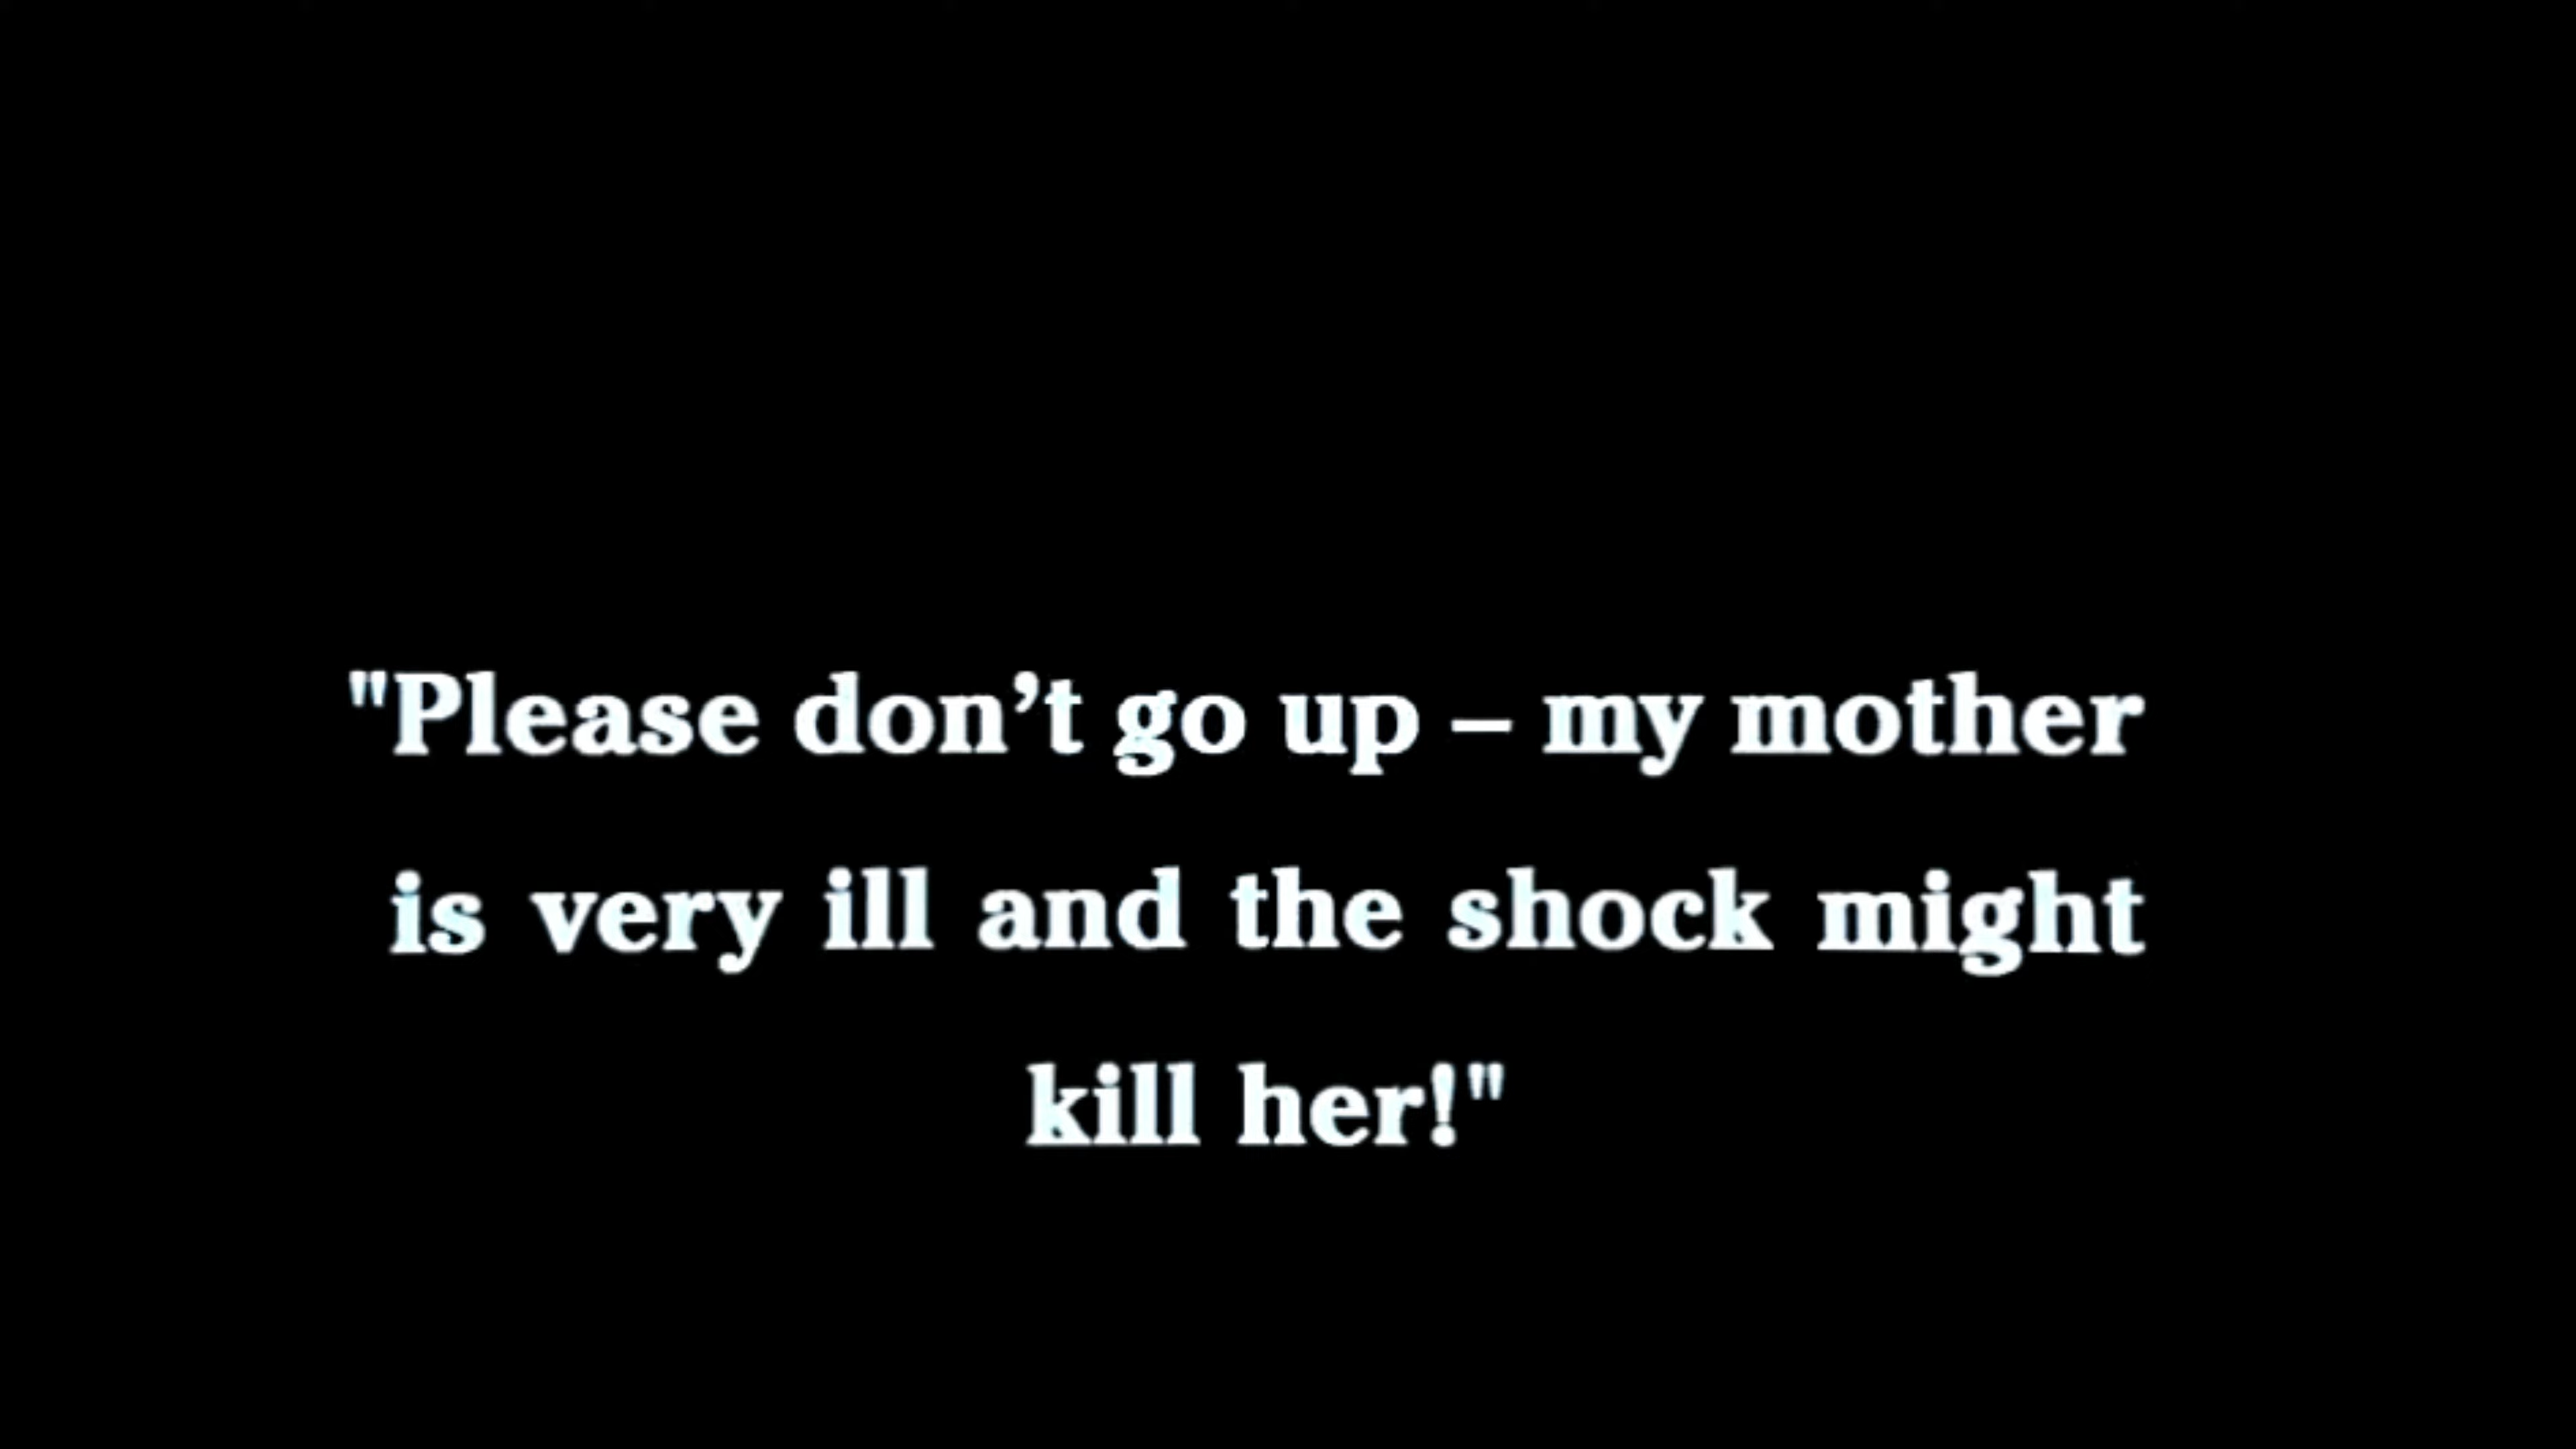 "Please don’t go up – my mother
is very ill and the shock might
kill her!"